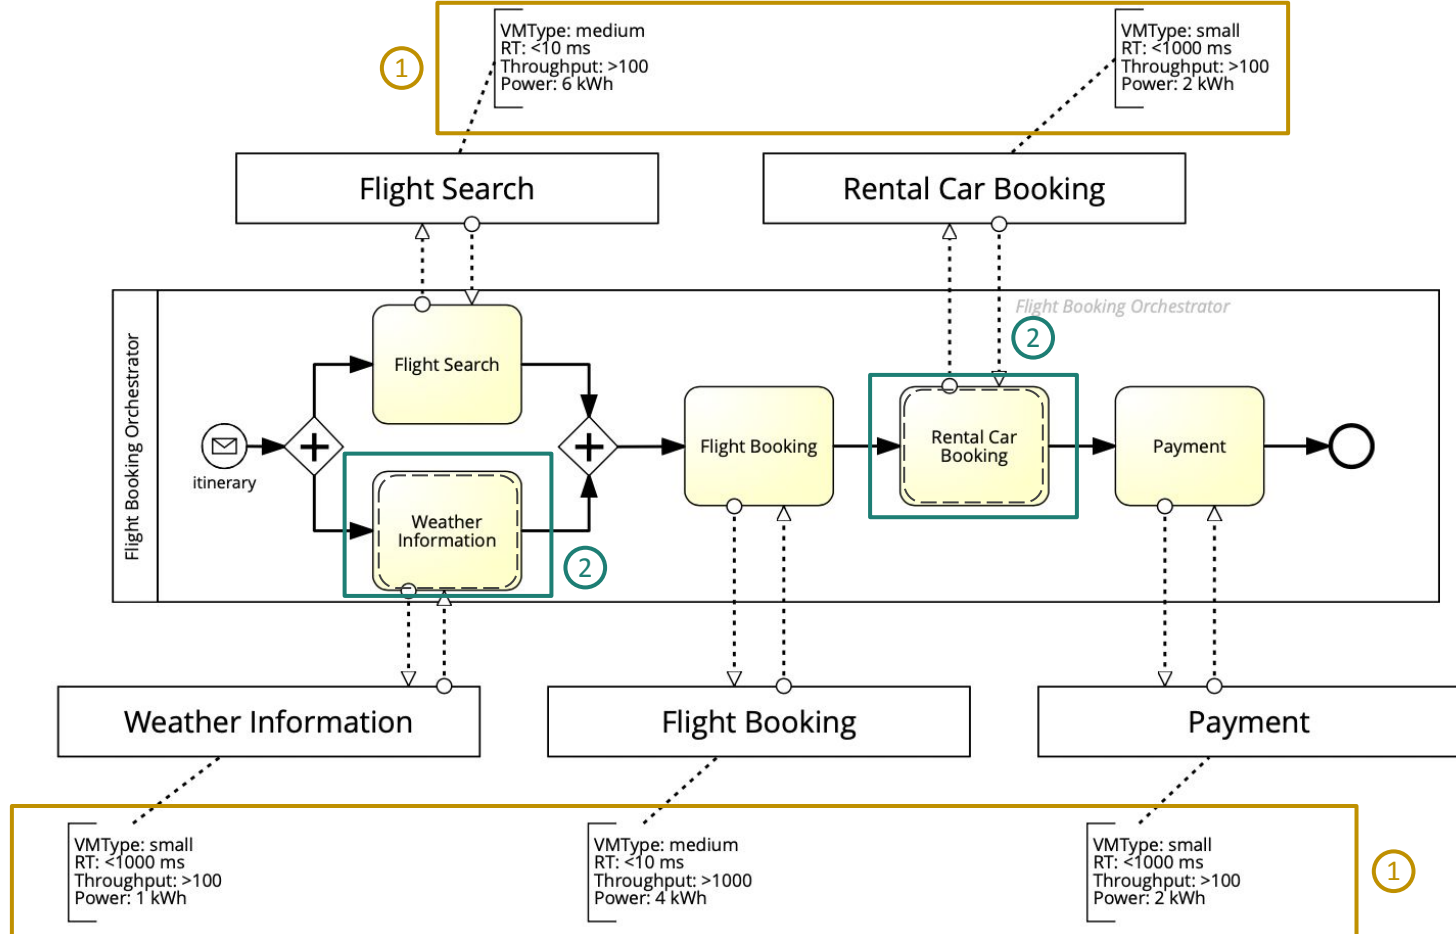 VMType: medium
RT: <10 ms
Throughput: >100
Power: 6 kWh
VMType: small
RT: <1000 ms
Throughput: >100
Power: 2 kWh
1
Flight Search
Rental Car Booking
Flight Booking Orchestrator
Flight Booking Orchestrator
2
Flight Search
itinerary
Flight Booking
Rental Car
Booking
Payment
Weather
Information
2
Weather Information
Flight Booking
Payment
VMType: small
RT: <1000 ms
Throughput: >100
Power: 1 kWh
VMType: medium
RT: <10 ms
Throughput: >1000
Power: 4 kWh
VMType: small
RT: <1000 ms
Throughput: >100
Power: 2 kWh
1